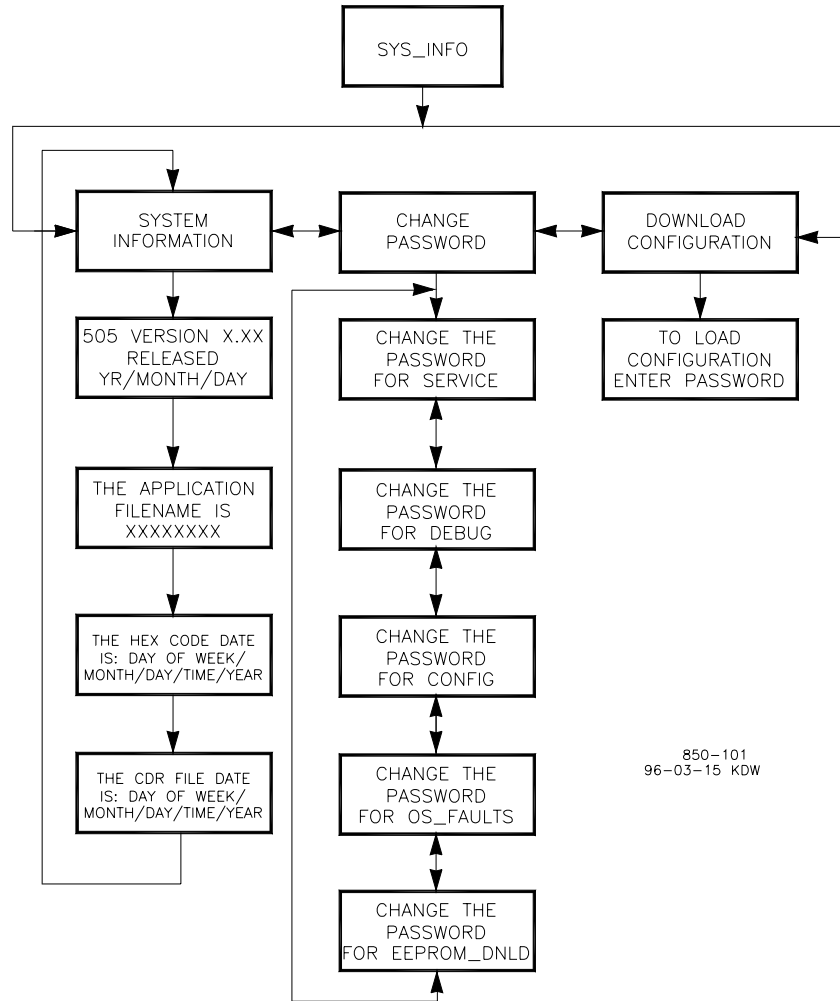 SYS_INFO
SYSTEM
INFORMATION
CHANGE
PASSWORD
DOWNLOAD
CONFIGURATION
505 VERSION X.XX
RELEASED
YR/MONTH/DAY
CHANGE THE
PASSWORD
FOR SERVICE
TO LOAD
CONFIGURATION
ENTER PASSWORD
THE APPLICATION
FILENAME IS
XXXXXXXX
CHANGE THE
PASSWORD
FOR DEBUG
THE HEX CODE DATE
IS: DAY OF WEEK/
MONTH/DAY/TIME/YEAR
CHANGE THE
PASSWORD
FOR CONFIG
THE CDR FILE DATE
IS: DAY OF WEEK/
MONTH/DAY/TIME/YEAR
CHANGE THE
PASSWORD
FOR OS_FAULTS
850-101
96-03-15 KDW
CHANGE THE
PASSWORD
FOR EEPROM_DNLD